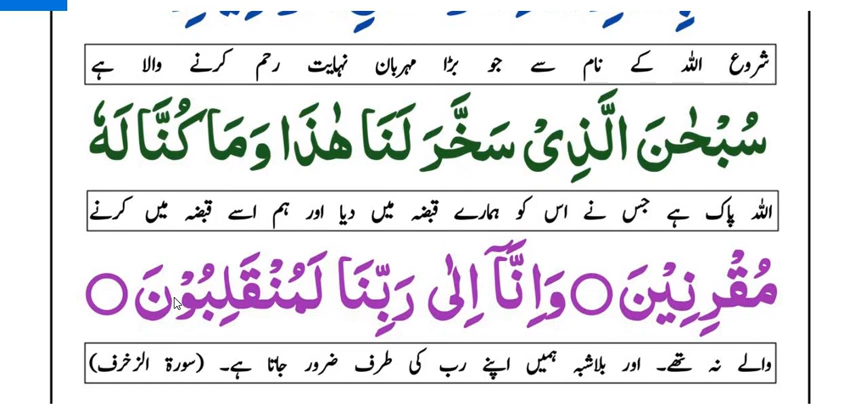 شروع اللہ کے نام سے جو بڑا مہربان نہایت رحم کرنے والا ہے
سُبْحٰنَ الَّذِیْ سَخَّرَ لَنَا هٰذَا وَمَا كُنَّا لَهٗ
اللہ پاک ہے جس نے اس کو ہمارے قبضہ میں دیا اور ہم اسے قبضہ میں کرنے
مُقْرِنِيْنَ ○ وَاِنَّاۤ اِلٰى رَبِّنَا لَمُنْقَلِبُوْنَ ○
والے نہ تھے۔ اور بلاشبہ ہمیں اپنے رب کی طرف ضرور جانا ہے۔ (سورۃ الزخرف)